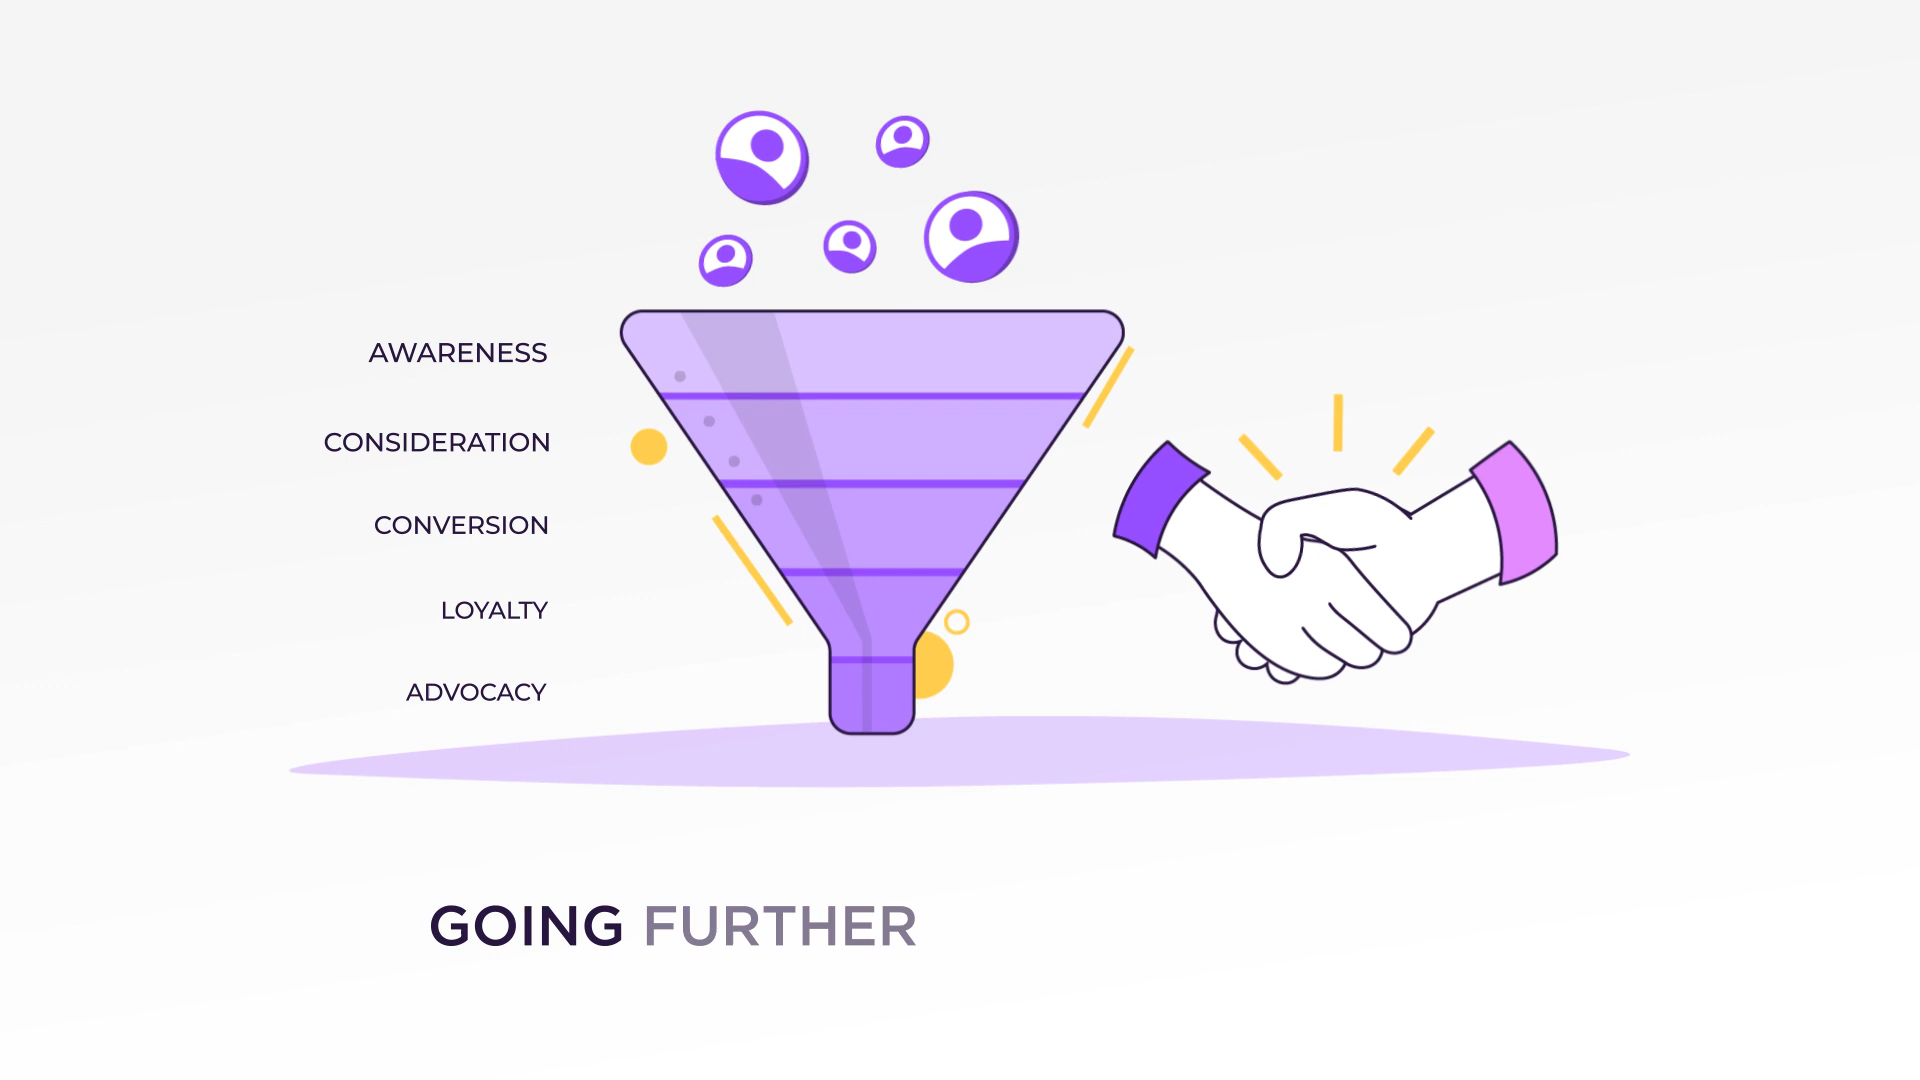 AWARENESS
CONSIDERATION
CONVERSION
LOYALTY
ADVOCACY
GOING FURTHER